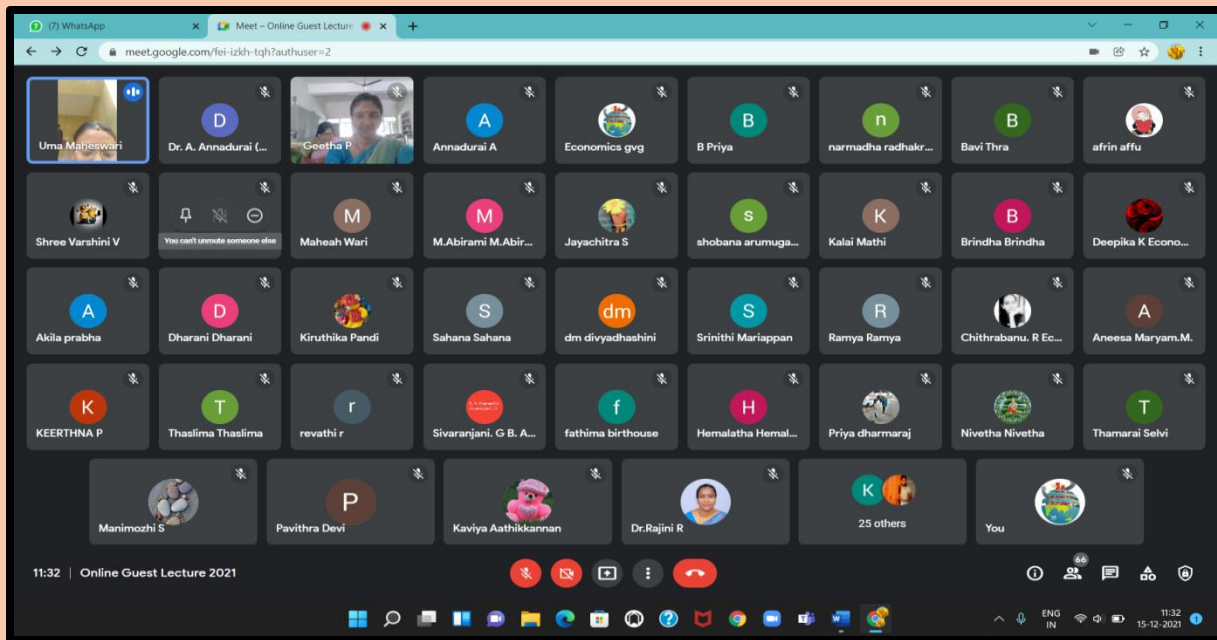 (7) WhatsApp
Meet – Online Guest Lecture
meet.google.com/fei-izkh-tqh?authuser=2
Uma Maheswari
D
Dr. A. Annadurai (...
Geetha P
A
Annadurai A
Economics gvg
B
B Priya
n
narmadha radhakr...
B
Bavi Thra
afrin affu
Shree Varshini V
You can't unmute someone else
M
Maheah Wari
M
M.Abirami M.Abir...
Jayachitra S
s
shobana arumuga...
K
Kalai Mathi
B
Brindha Brindha
Deepika K Econo...
A
Akila prabha
D
Dharani Dharani
Kiruthika Pandi
S
Sahana Sahana
dm
dm divyadhashini
S
Srinithi Mariappan
R
Ramya Ramya
Chithrabanu. R Ec...
A
Aneesa Maryam.M.
K
KEERTHNA P
T
Thaslima Thaslima
r
revathi r
Sivaranjani. G B. A...
f
fathima birthouse
H
Hemalatha Hemal...
Priya dharmaraj
Nivetha Nivetha
T
Thamarai Selvi
Manimozhi S
P
Pavithra Devi
Kaviya Aathikkannan
Dr.Rajini R
K
25 others
You
11:32 | Online Guest Lecture 2021
66
ENG
IN
11:32
15-12-2021
1